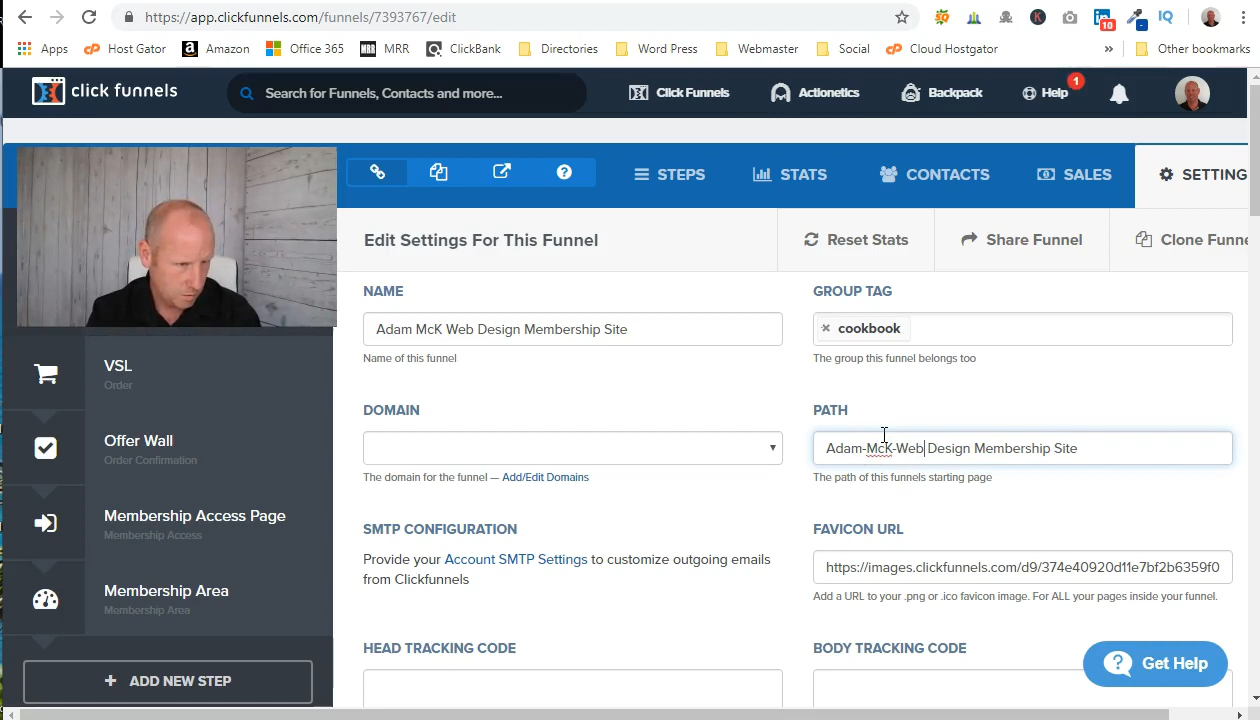 https://app.clickfunnels.com/funnels/7393767/edit
10
IQ
Apps
Host Gator
Amazon
Office 365
MRR
MRR
ClickBank
Directories
Word Press
Webmaster
Social
Cloud Hostgator
»
Other bookmarks
click funnels
Search for Funnels, Contacts and more...
Click Funnels
Actionetics
Backpack
Help
1
STEPS
STATS
CONTACTS
SALES
SETTING
Edit Settings For This Funnel
Reset Stats
Share Funnel
Clone Funne
NAME
Adam McK Web Design Membership Site
Name of this funnel
GROUP TAG
× cookbook
The group this funnel belongs too
DOMAIN
The domain for the funnel — Add/Edit Domains
PATH
Adam-McK-Web Design Membership Site
The path of this funnels starting page
SMTP CONFIGURATION
Provide your Account SMTP Settings to customize outgoing emails
from Clickfunnels
FAVICON URL
https://images.clickfunnels.com/d9/374e40920d11e7bf2b6359f0
Add a URL to your .png or .ico favicon image. For ALL your pages inside your funnel.
HEAD TRACKING CODE
BODY TRACKING CODE
VSL
Order
Offer Wall
Order Confirmation
Membership Access Page
Membership Access
Membership Area
Membership Area
+ ADD NEW STEP
Get Help